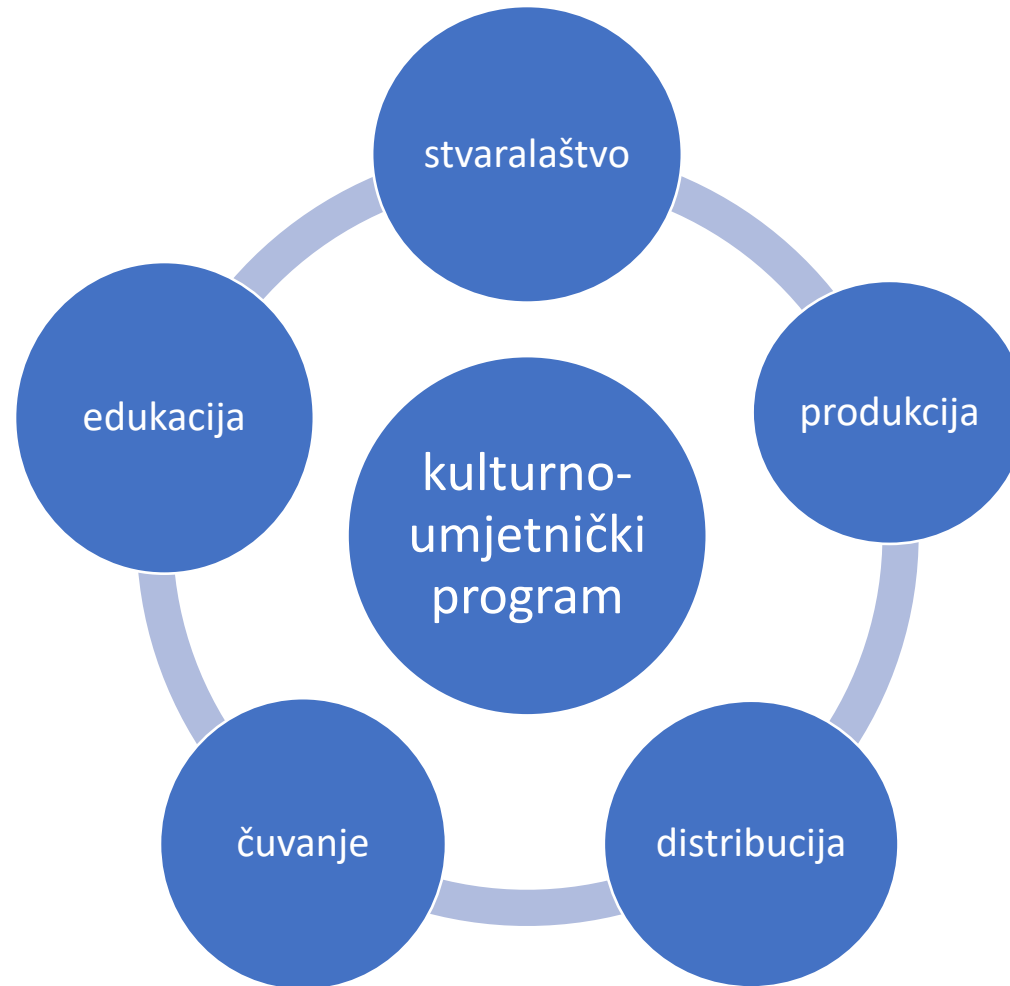 stvaralaštvo
produkcija
distribucija
čuvanje
edukacija
kulturno-
umjetnički
program